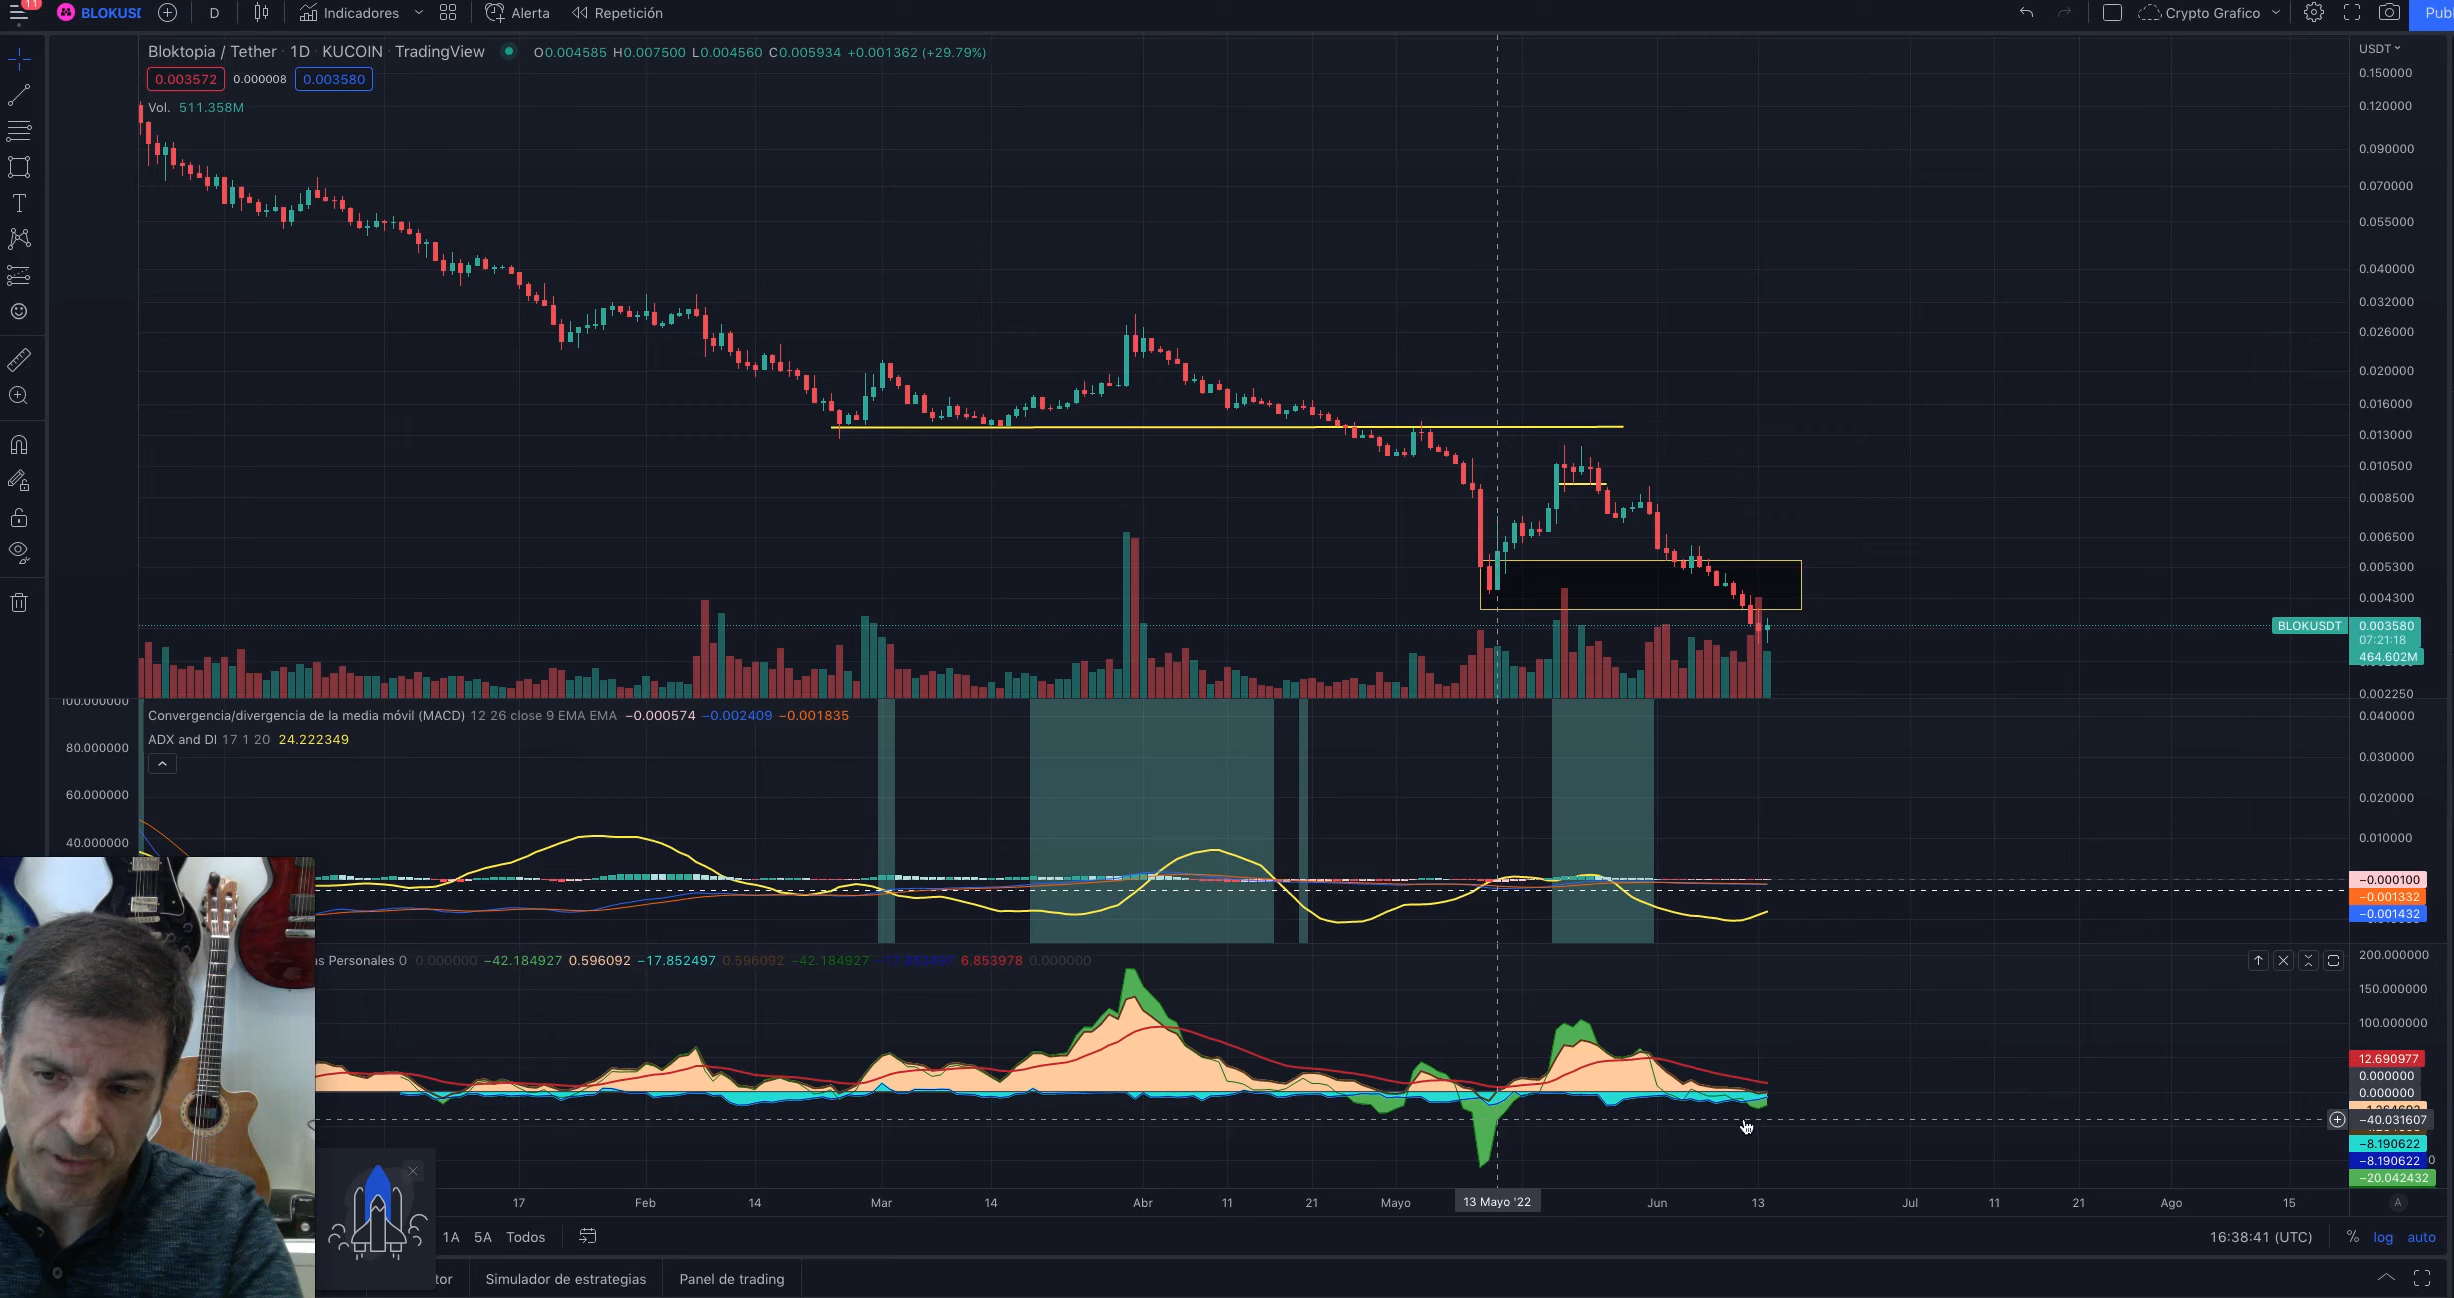 11
BLOKUSI
D
Indicadores
Alerta
Repetición
Crypto Grafico
Publ
Bloktopia / Tether · 1D · KUCOIN · TradingView
O0.004585 H0.007500 L0.004560 C0.005934 +0.001362 (+29.79%)
0.003572 0.000008 0.003580
Vol. 511.358M
USDT
0.150000
0.120000
0.090000
0.070000
0.055000
0.040000
0.032000
0.026000
0.020000
0.016000
0.013000
0.010500
0.008500
0.006500
0.005300
0.004300
BLOKUSDT 0.003580
07:21:18
464.602M
0.002250
100.000000
80.000000
60.000000
40.000000
Convergencia/divergencia de la media móvil (MACD) 12 26 close 9 EMA EMA −0.000574 −0.002409 −0.001835
ADX and DI 17 1 20 24.222349
0.040000
0.030000
0.020000
0.010000
−0.000100
−0.001332
−0.001432
as Personales 0 0.000000 −42.184927 0.596092 −17.852497 0.596092 −42.184927 6.853978 0.000000
200.000000
150.000000
100.000000
12.690977
0.000000
0.000000
−40.031607
−8.190622
−8.190622
−20.042432
17 Feb 14 Mar 14 Abr 11 21 Mayo 13 Mayo '22 Jun 13 Jul 11 21 Ago 15
A
1A 5A Todos
16:38:41 (UTC) % log auto
tor
Simulador de estrategias
Panel de trading